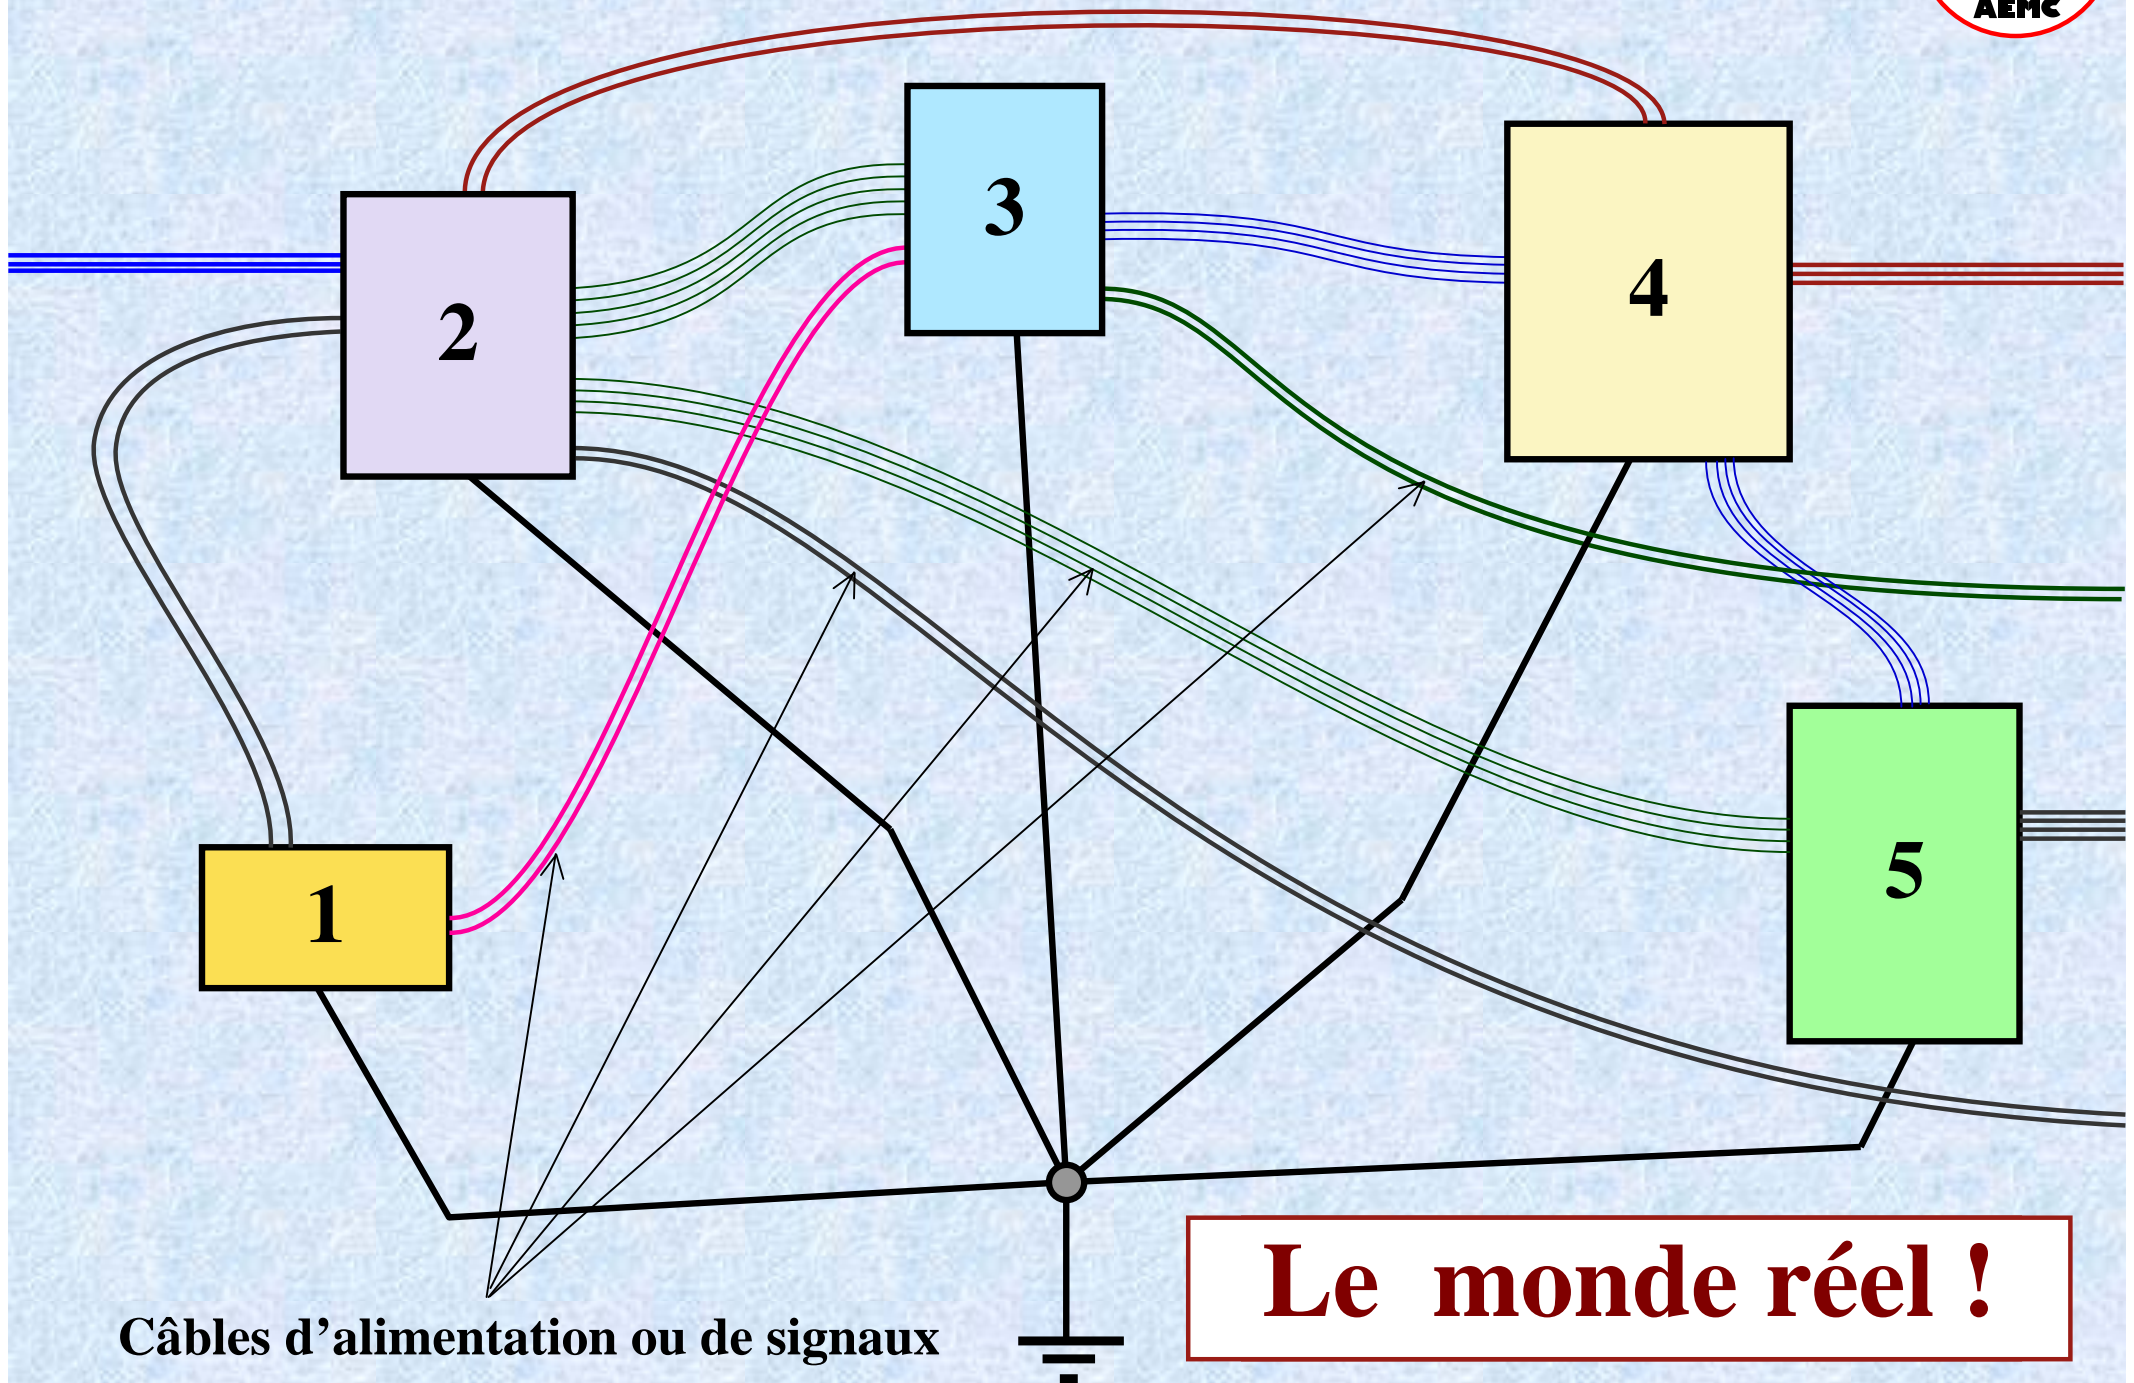 AEMC
3
4
2
5
1
Le monde réel !
Câbles d’alimentation ou de signaux